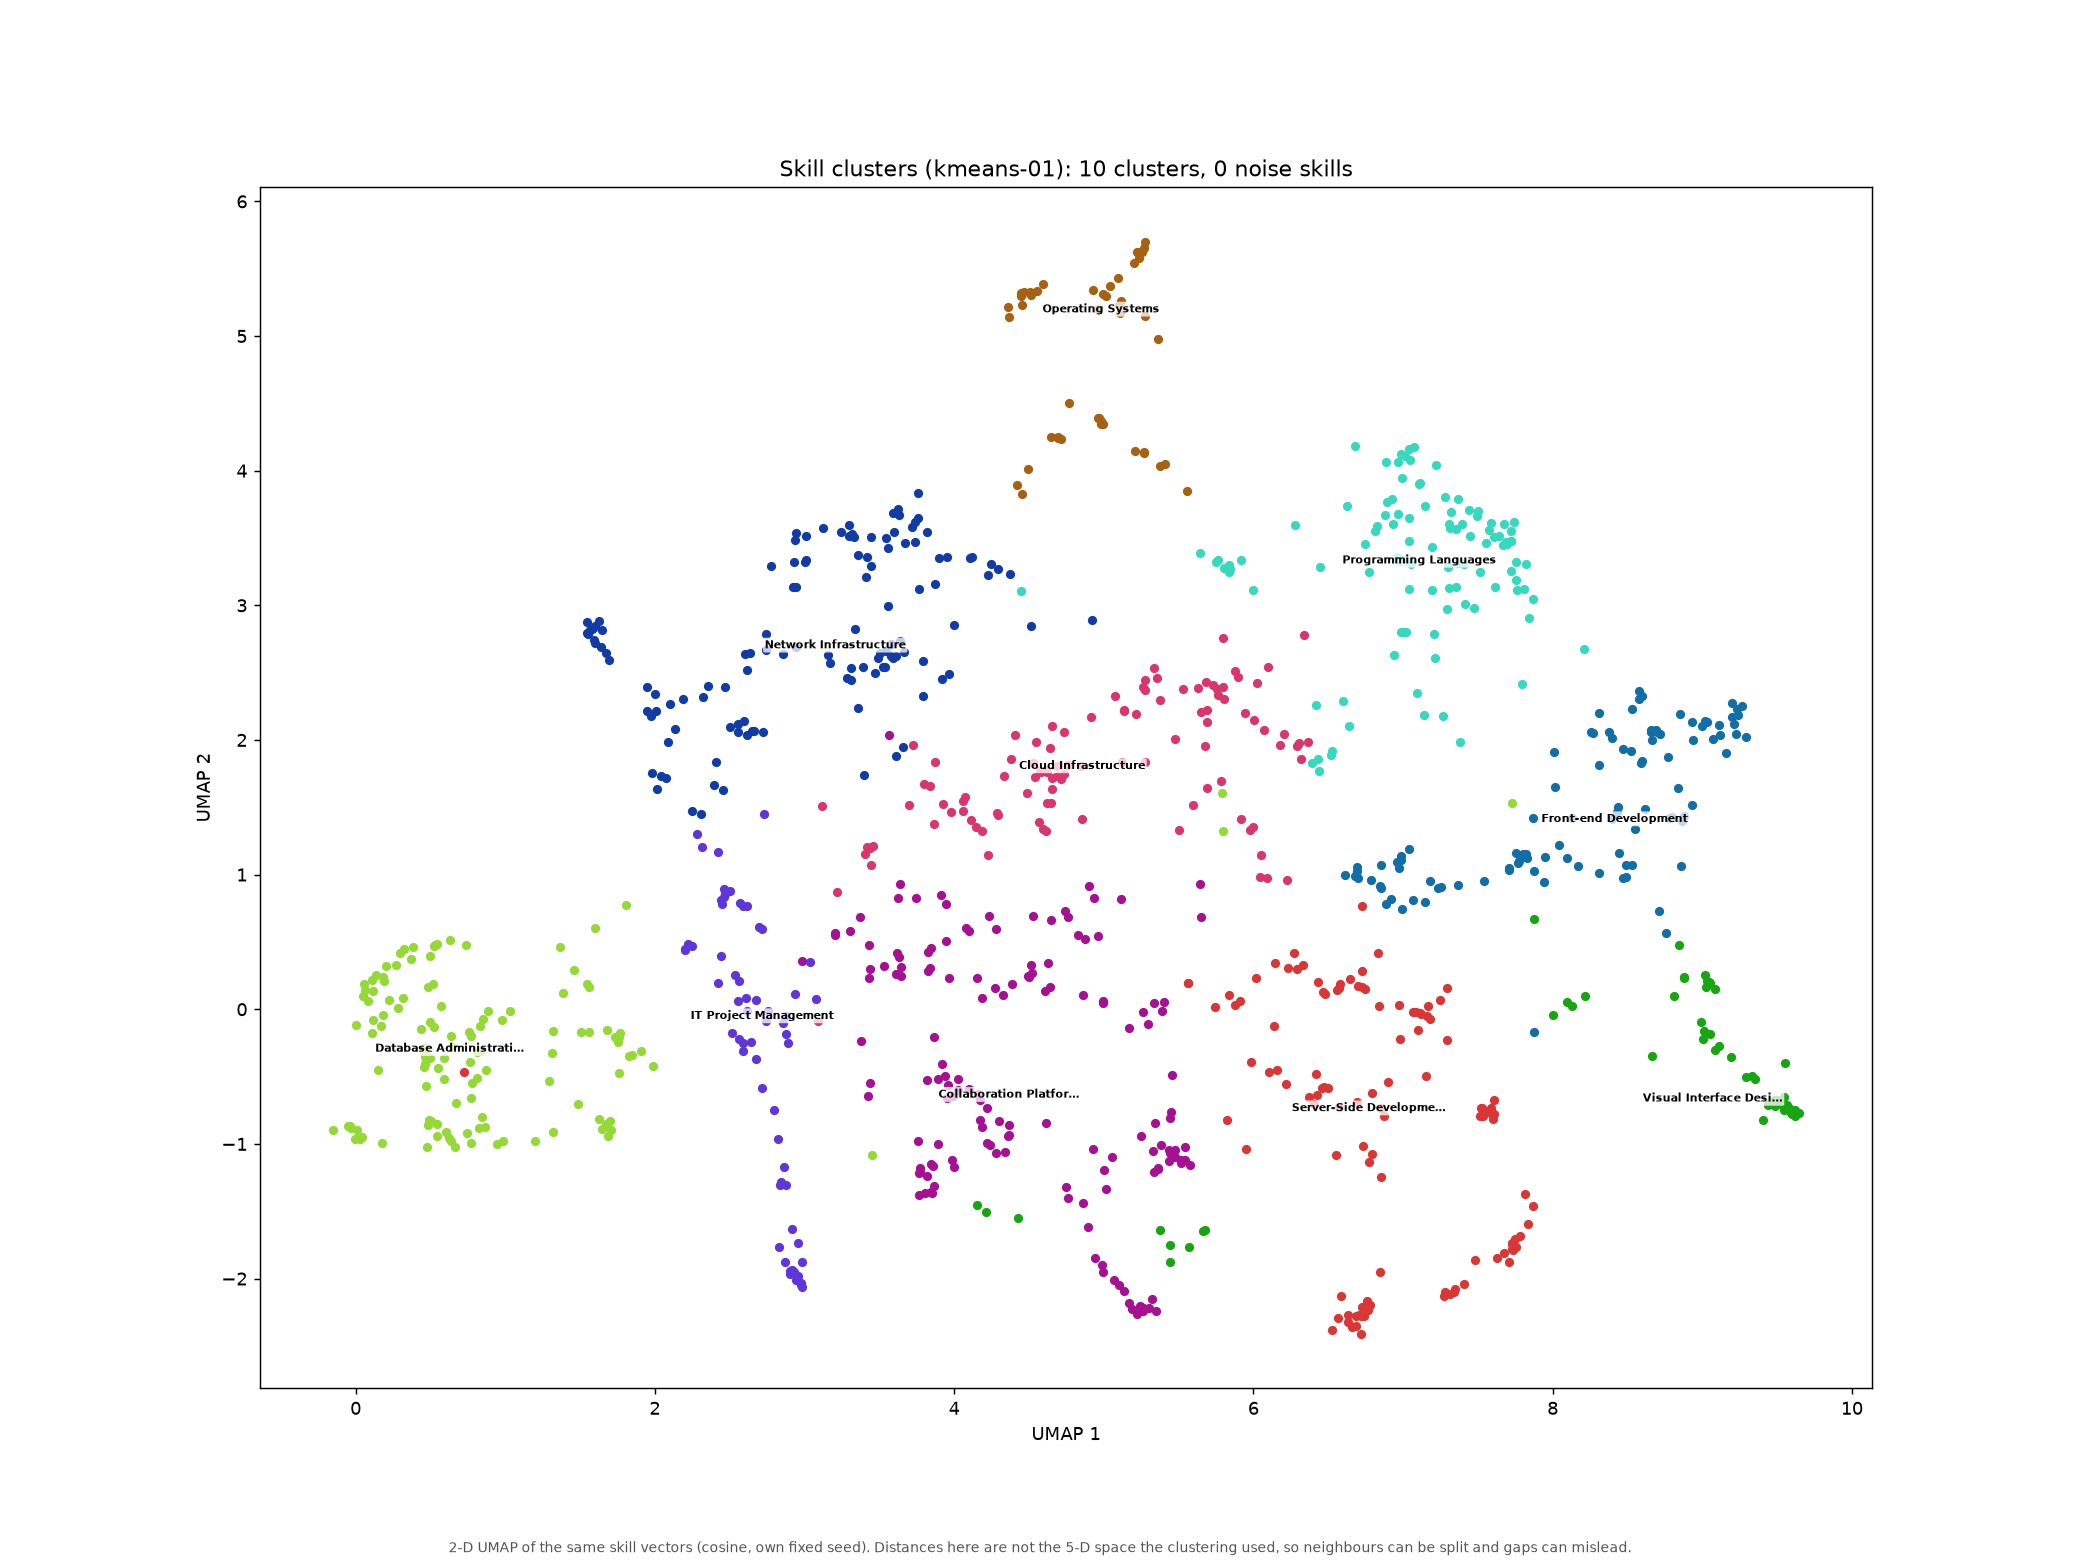 Skill clusters (kmeans-01): 10 clusters, 0 noise skills
6
5
4
3
2
1
0
−1
−2
UMAP 2
Operating Systems
Programming Languages
Network Infrastructure
Cloud Infrastructure
Front-end Development
IT Project Management
Database Administrati...
Collaboration Platfor...
Server-Side Developme...
Visual Interface Desi...
0 2 4 6 8 10
UMAP 1
2-D UMAP of the same skill vectors (cosine, own fixed seed). Distances here are not the 5-D space the clustering used, so neighbours can be split and gaps can mislead.